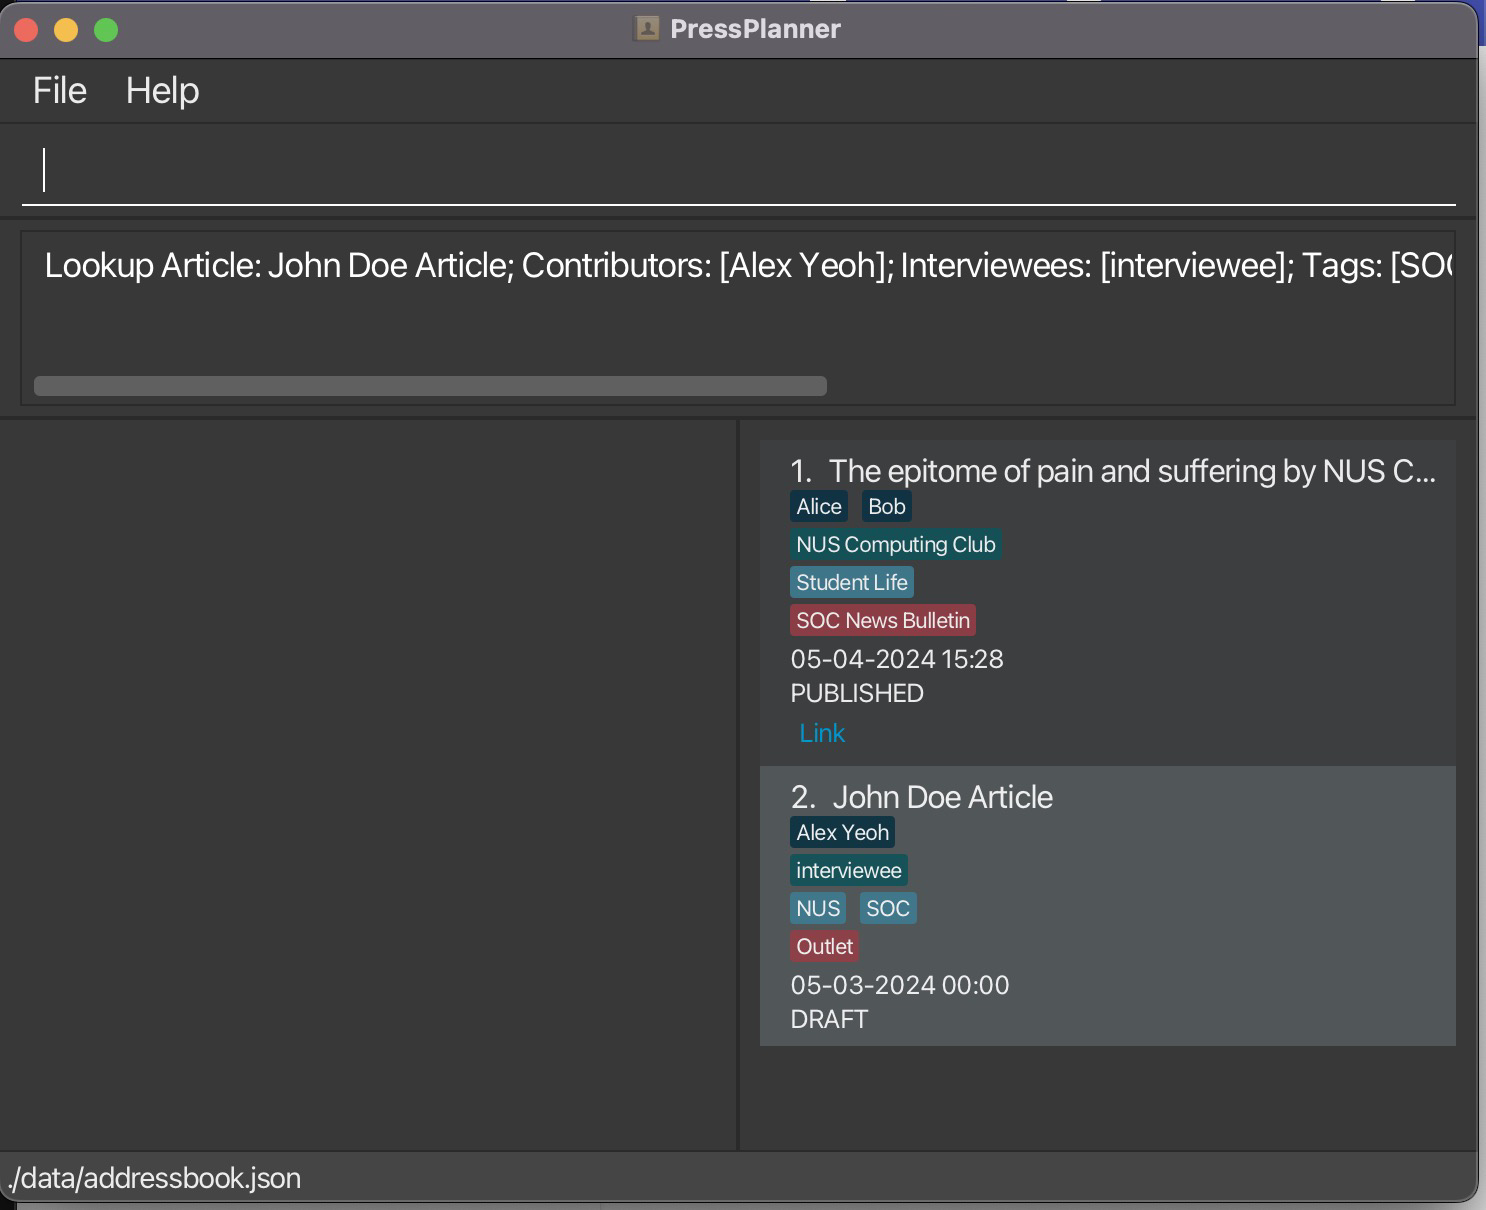 PressPlanner
File Help
Lookup Article: John Doe Article; Contributors: [Alex Yeoh]; Interviewees: [interviewee]; Tags: [SOC
1. The epitome of pain and suffering by NUS C...
Alice Bob
NUS Computing Club
Student Life
SOC News Bulletin
05-04-2024 15:28
PUBLISHED
Link
2. John Doe Article
Alex Yeoh
interviewee
NUS SOC
Outlet
05-03-2024 00:00
DRAFT
./data/addressbook.json